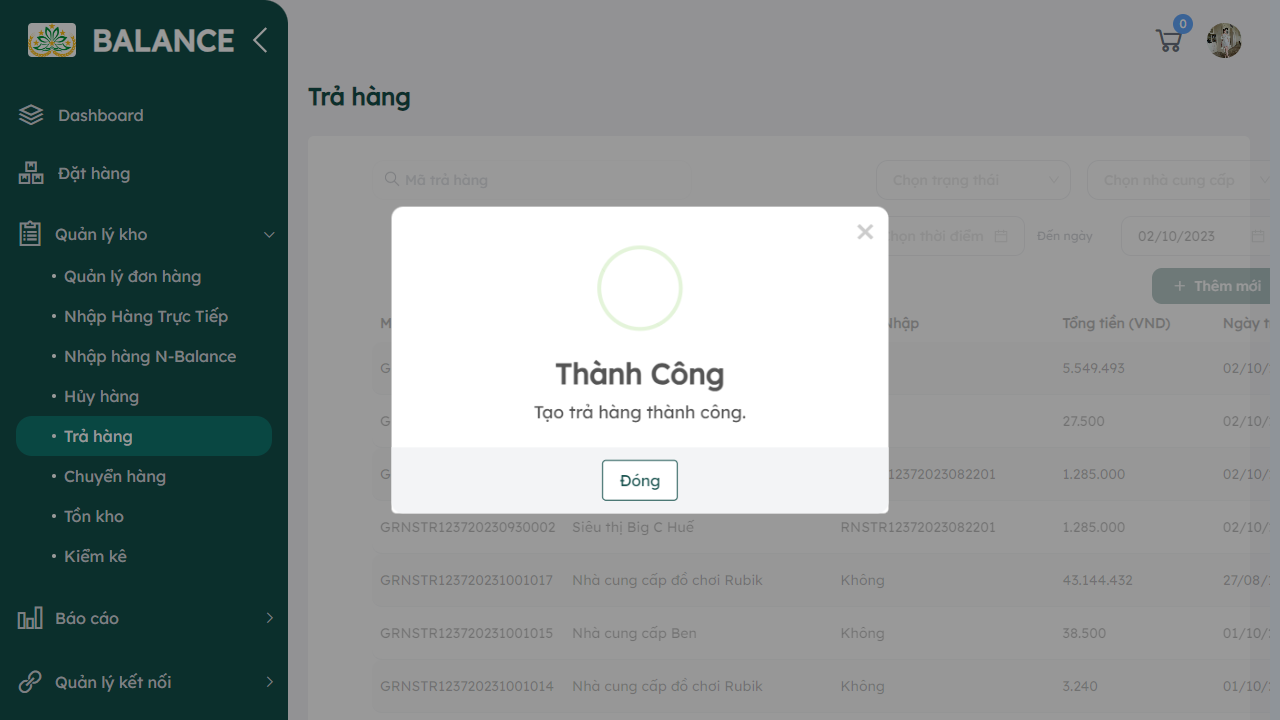 BALANCE
0
Dashboard
Đặt hàng
Quản lý kho
Quản lý đơn hàng
Nhập Hàng Trực Tiếp
Nhập hàng N-Balance
Hủy hàng
Trả hàng
Chuyển hàng
Tồn kho
Kiểm kê
Báo cáo
Quản lý kết nối
Trả hàng
Mã trả hàng
Chọn trạng thái
Chọn nhà cung cấp
thời điểm
Đến ngày
02/10/2023
+ Thêm mới
Nhập
Tổng tiền (VND)
Ngày
5.549.493
02/10/
27.500
02/10/
12372023082201
1.285.000
02/10/
GRNSTR123720230930002
Siêu thị Big C Huế
RNSTR12372023082201
1.285.000
02/10/
GRNSTR123720231001017
Nhà cung cấp đồ chơi Rubik
Không
43.144.432
27/08/
GRNSTR123720231001015
Nhà cung cấp Ben
Không
38.500
01/10/
GRNSTR123720231001014
Nhà cung cấp đồ chơi Rubik
Không
3.240
01/10/
×
Thành Công
Tạo trả hàng thành công.
Đóng